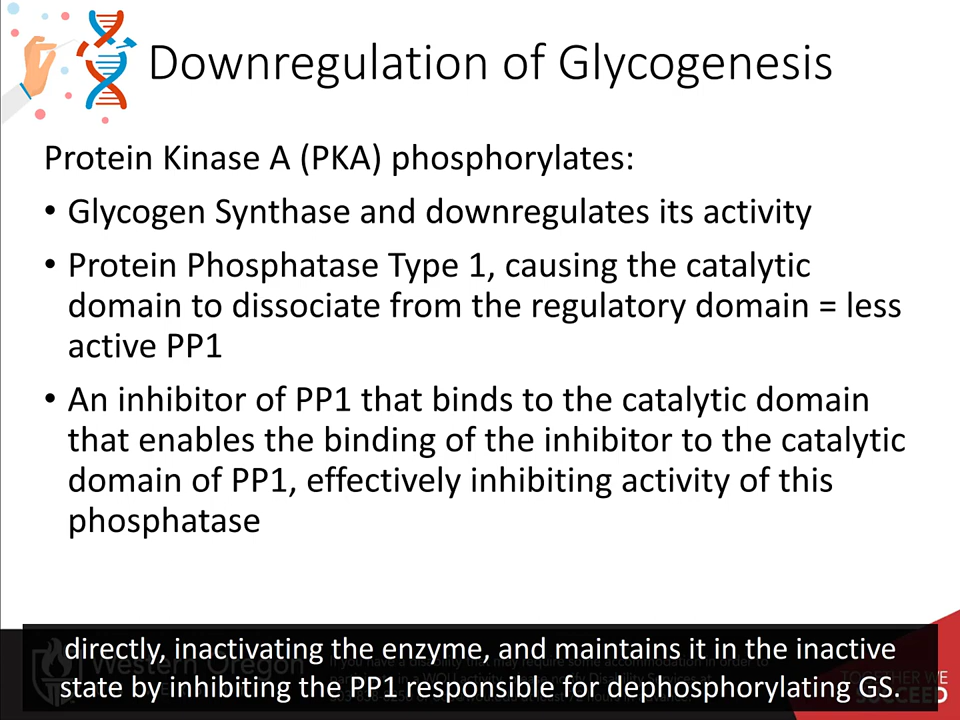 Downregulation of Glycogenesis
Protein Kinase A (PKA) phosphorylates:
• Glycogen Synthase and downregulates its activity
• Protein Phosphatase Type 1, causing the catalytic
domain to dissociate from the regulatory domain = less
active PP1
• An inhibitor of PP1 that binds to the catalytic domain
that enables the binding of the inhibitor to the catalytic
domain of PP1, effectively inhibiting activity of this
phosphatase
directly, inactivating the enzyme, and maintains it in the inactive
state by inhibiting the PP1 responsible for dephosphorylating GS.
Western Oregon
TOGETHER WE
SUCCEED